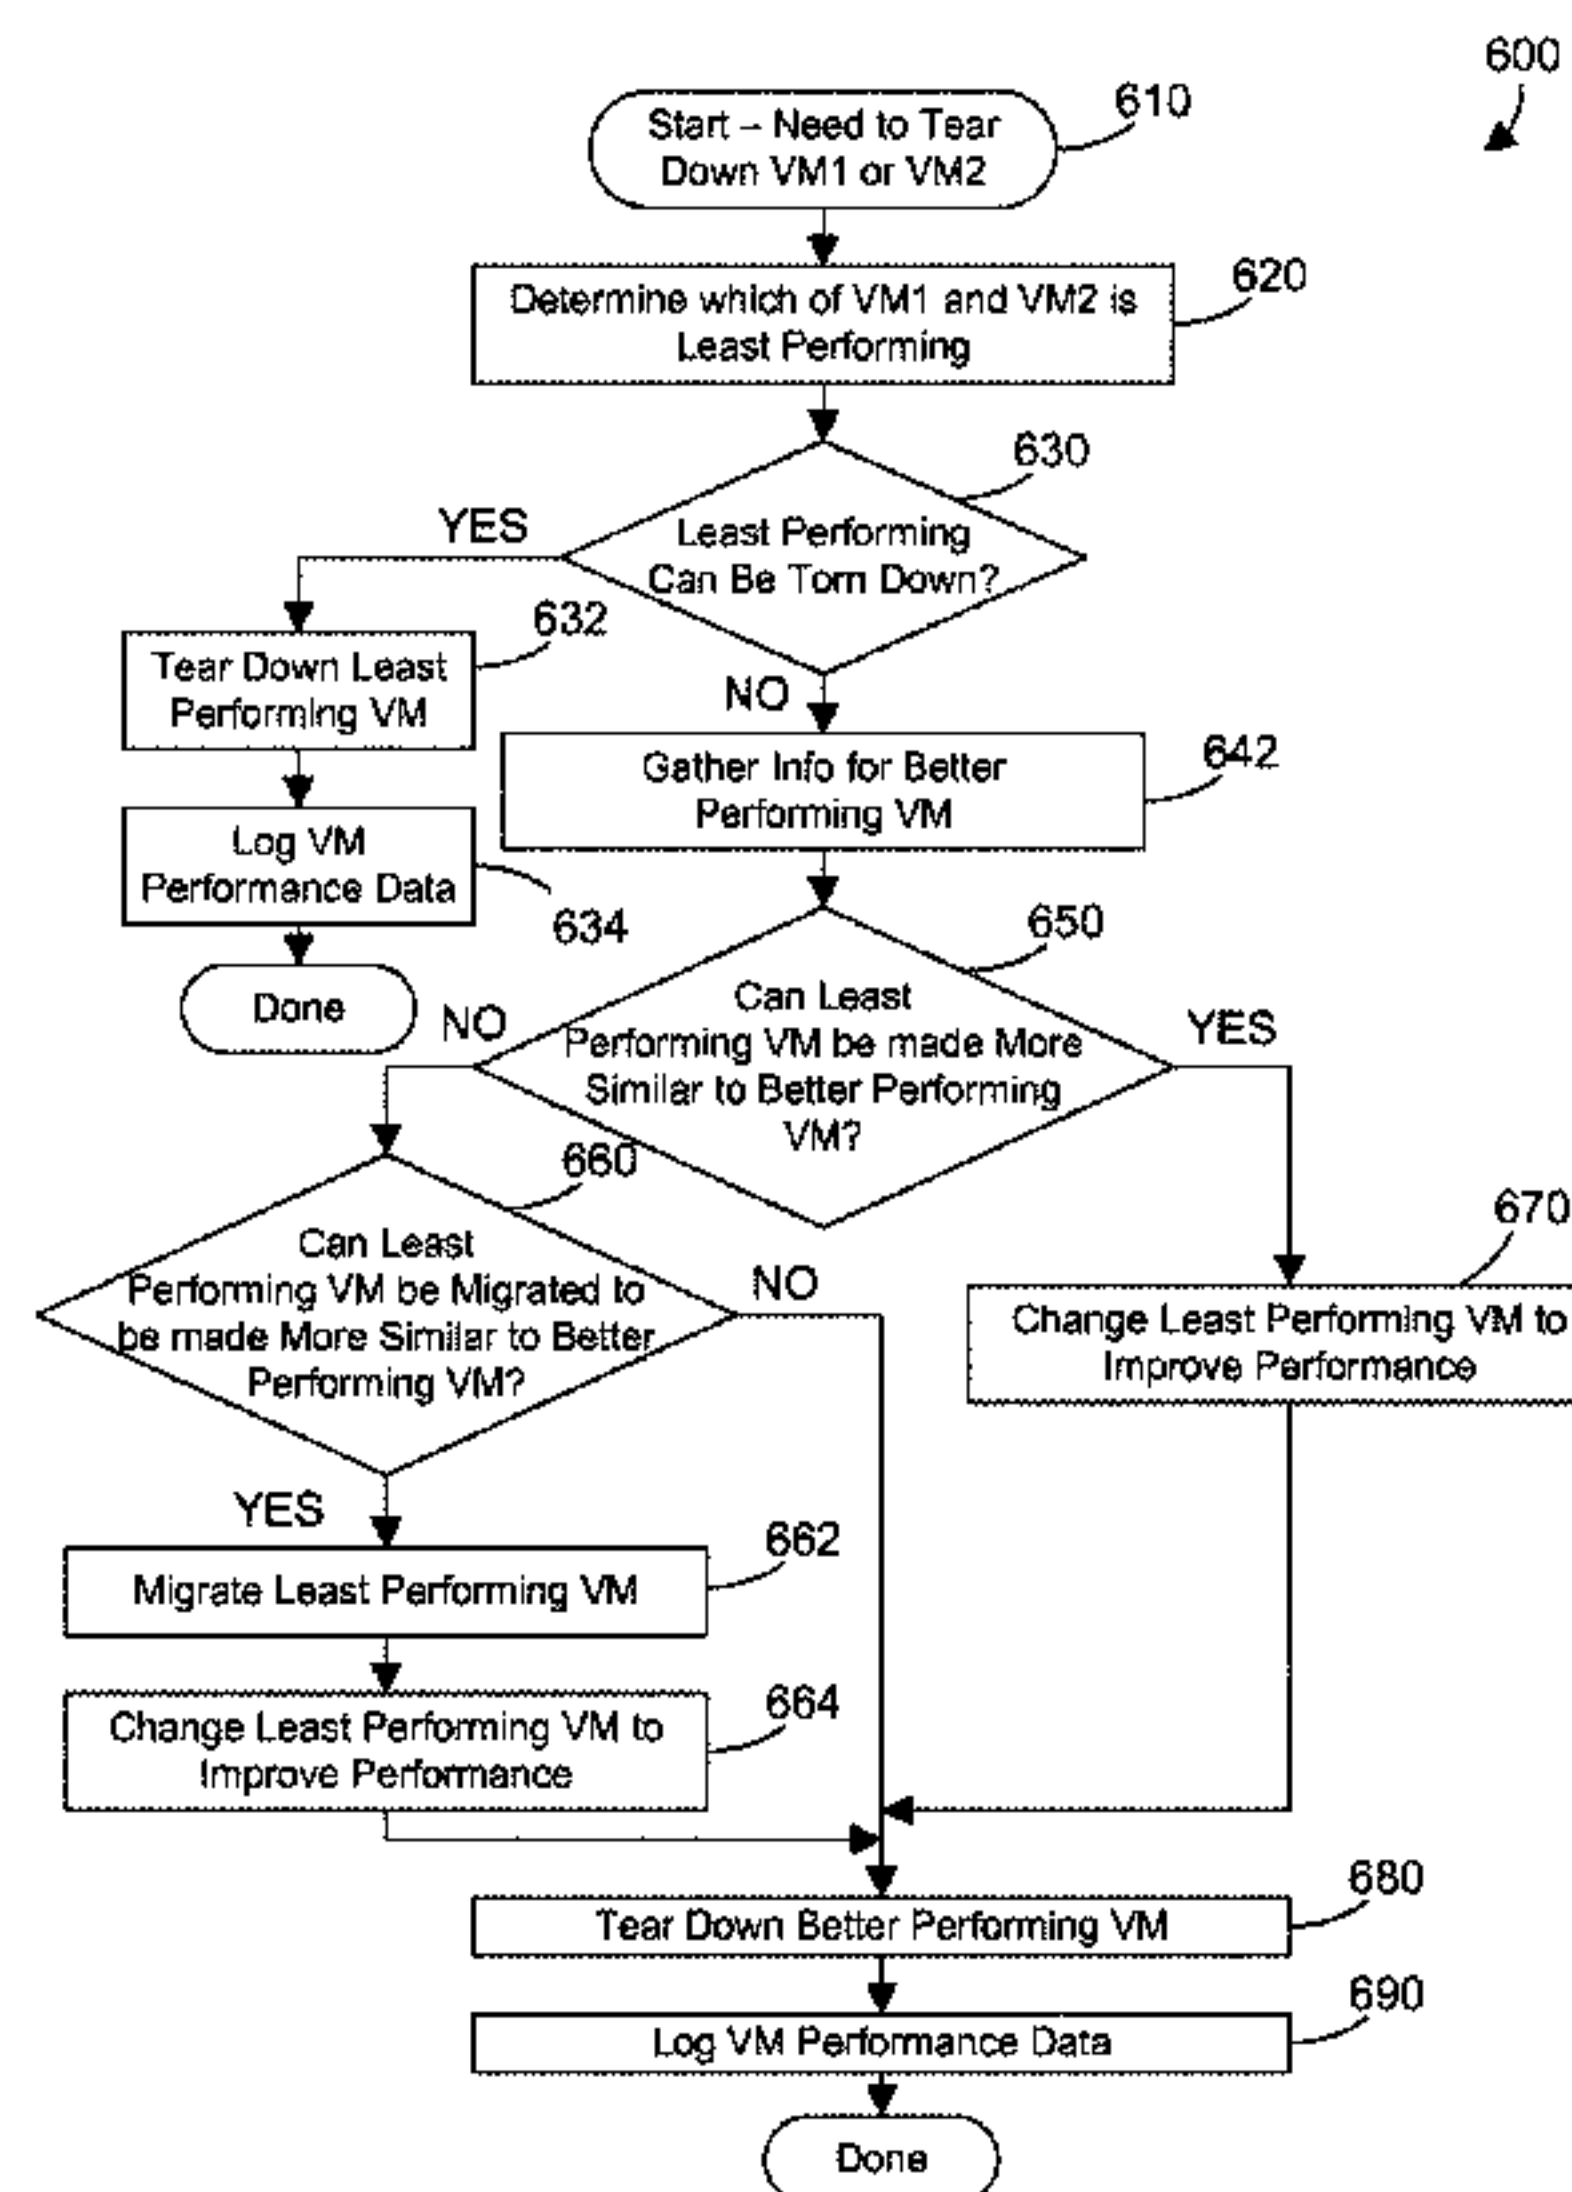 600
610
Start – Need to Tear
Down VM1 or VM2
620
Determine which of VM1 and VM2 is
Least Performing
630
YES
Least Performing
Can Be Torn Down?
632
Tear Down Least
Performing VM
NO
642
Gather Info for Better
Performing VM
Log VM
Performance Data
634
650
Done
NO
Can Least
Performing VM be made More
Similar to Better Performing
VM?
YES
660
670
Can Least
Performing VM be Migrated to
be made More Similar to Better
Performing VM?
NO
Change Least Performing VM to
Improve Performance
YES
662
Migrate Least Performing VM
664
Change Least Performing VM to
Improve Performance
680
Tear Down Better Performing VM
690
Log VM Performance Data
Done